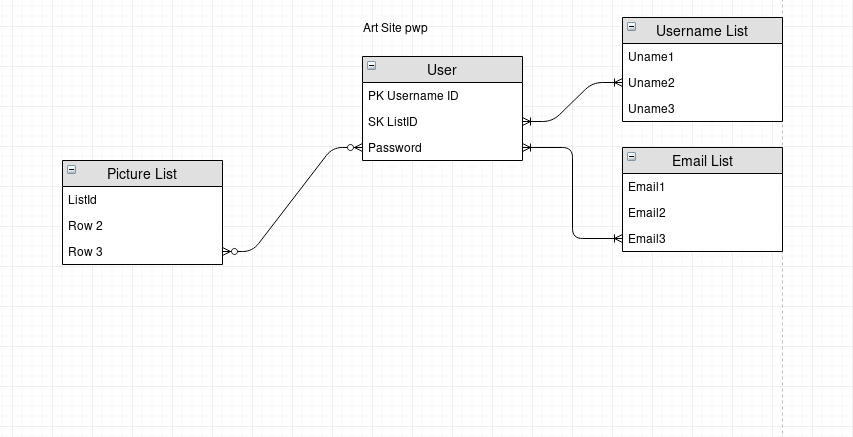 Art Site pwp
User
PK Username ID
SK ListID
Password
Username List
Uname1
Uname2
Uname3
Email List
Email1
Email2
Email3
Picture List
ListId
Row 2
Row 3